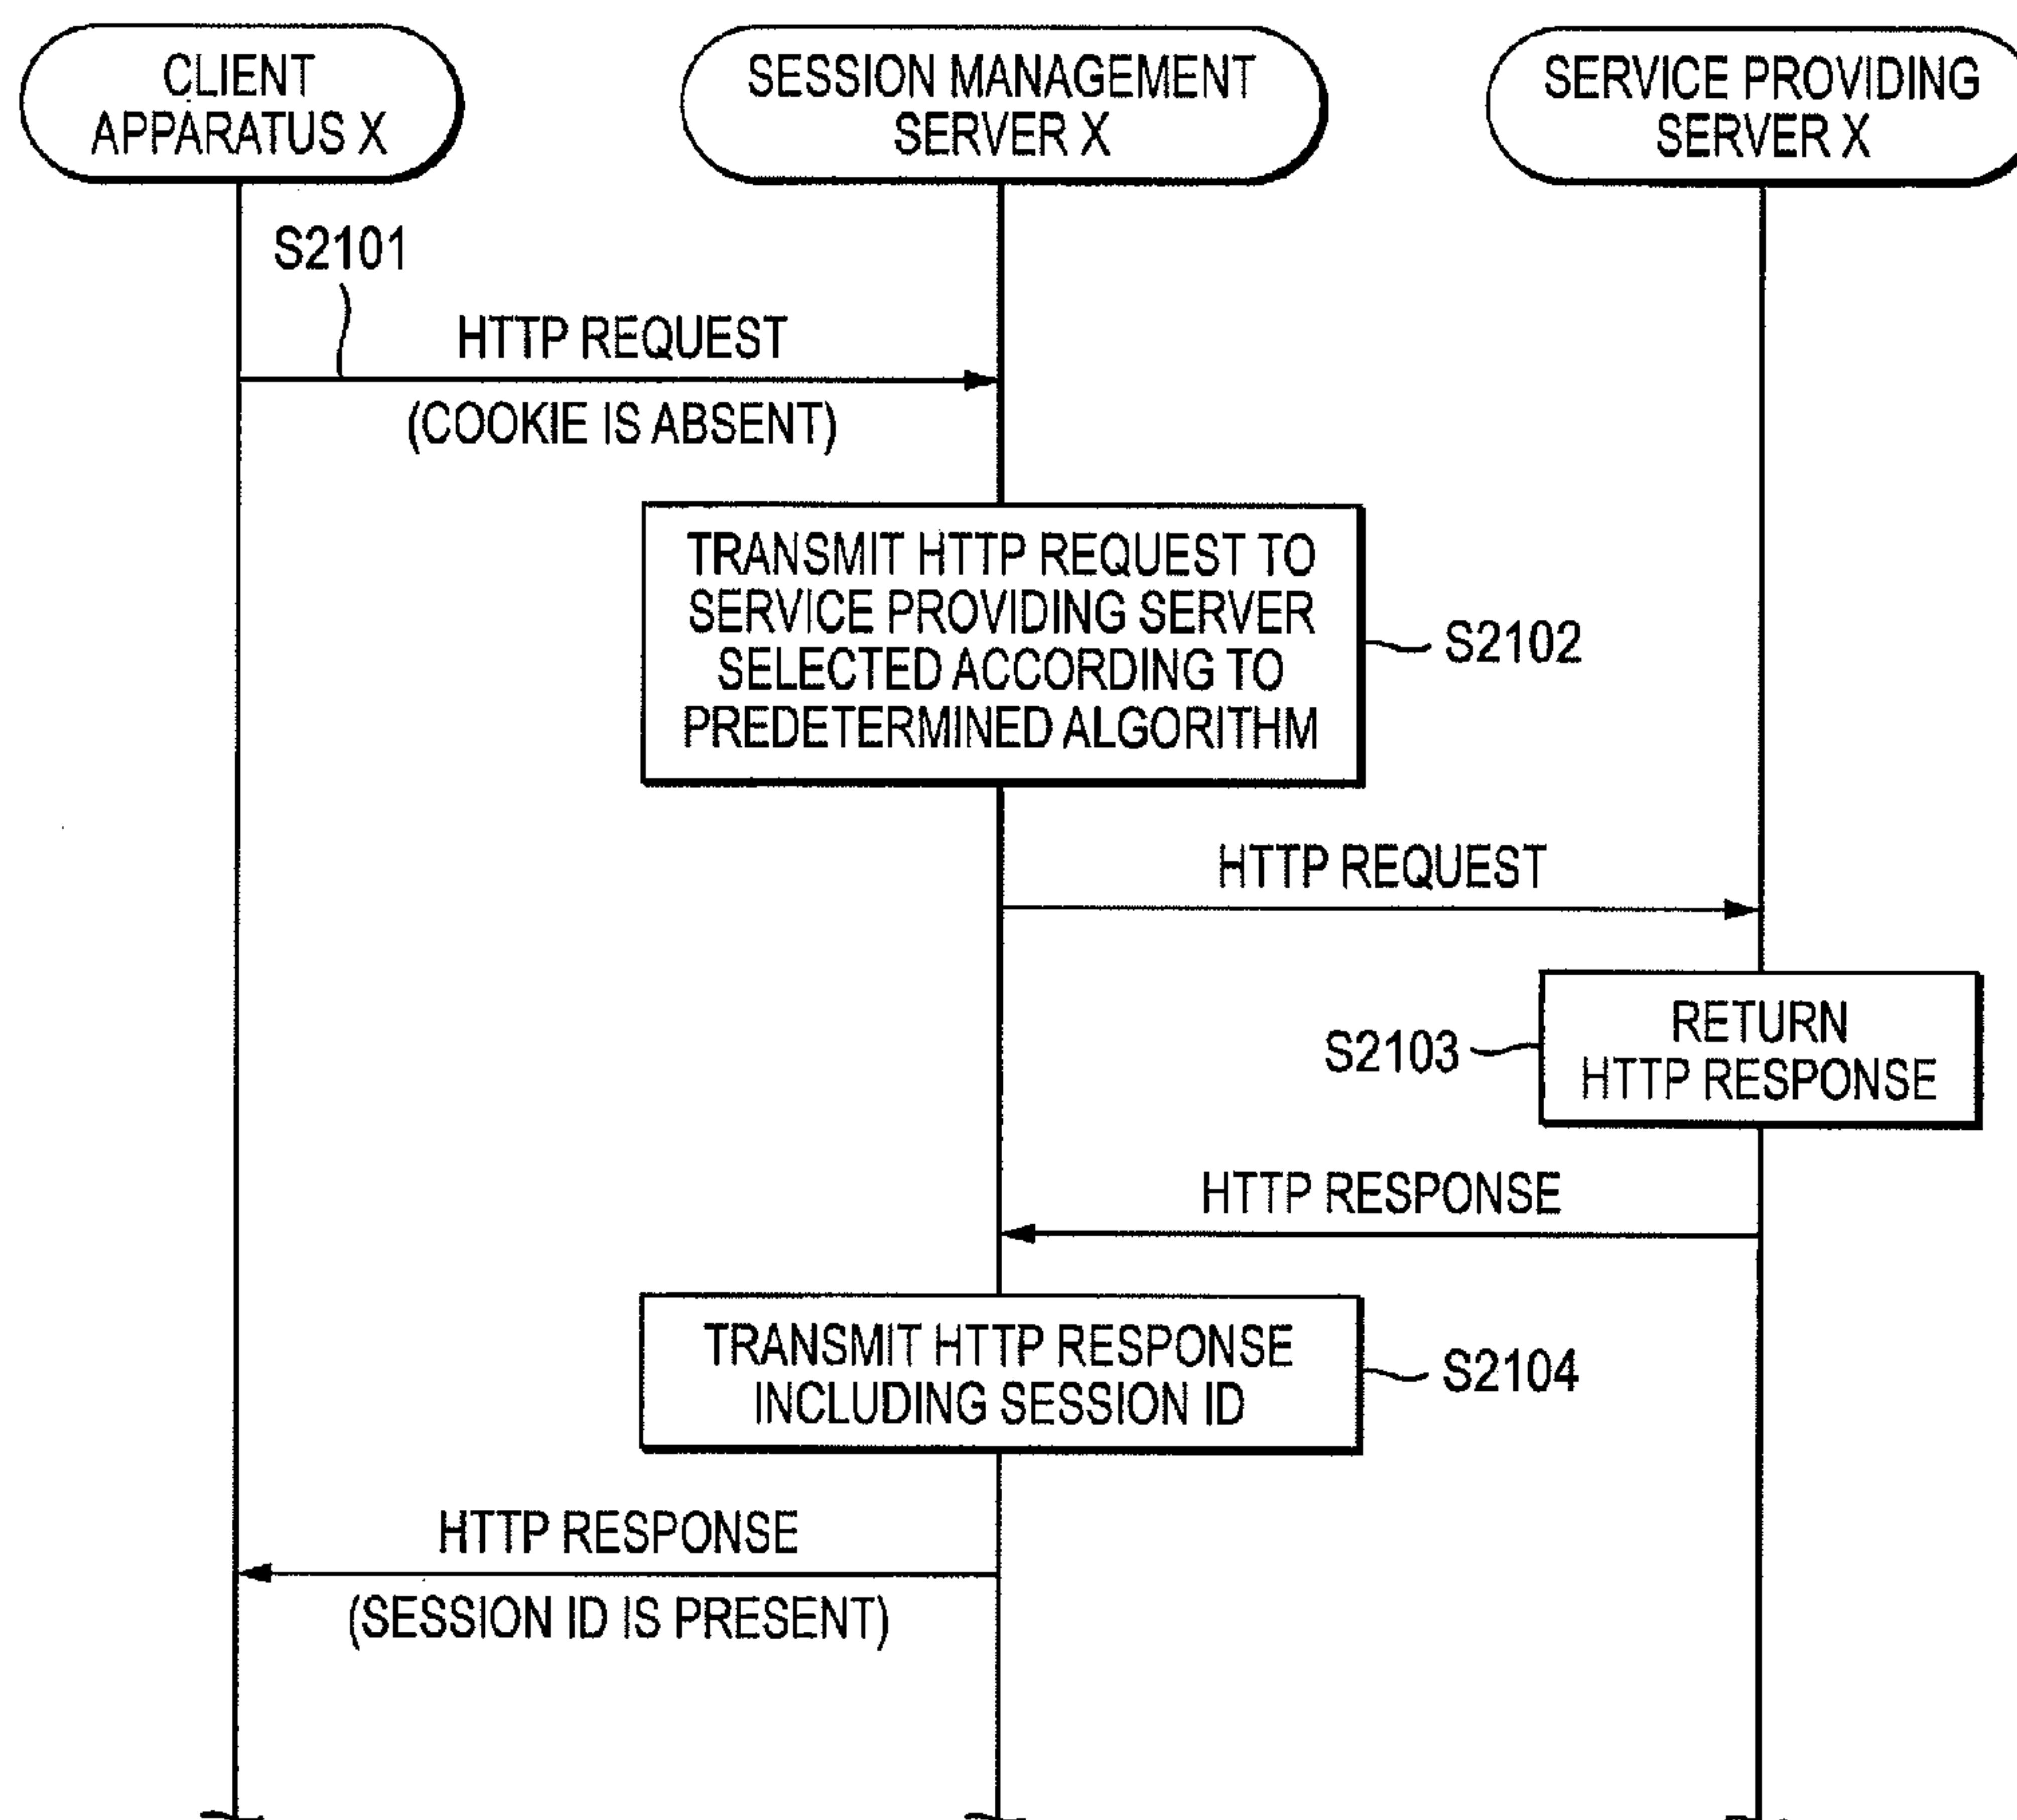 CLIENT
APPARATUS X
SESSION MANAGEMENT
SERVER X
SERVICE PROVIDING
SERVER X
S2101
HTTP REQUEST
(COOKIE IS ABSENT)
TRANSMIT HTTP REQUEST TO
SERVICE PROVIDING SERVER
SELECTED ACCORDING TO
PREDETERMINED ALGORITHM
S2102
HTTP REQUEST
RETURN
HTTP RESPONSE
S2103
HTTP RESPONSE
TRANSMIT HTTP RESPONSE
INCLUDING SESSION ID
S2104
HTTP RESPONSE
(SESSION ID IS PRESENT)